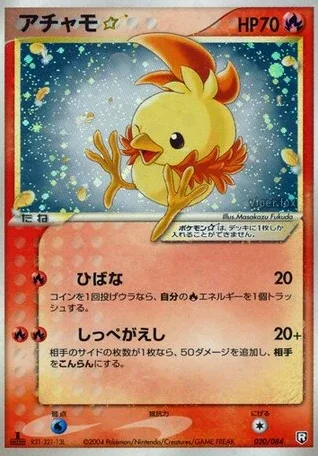 アチャモ☆ HP70
Viper.fox
Illus. Masakazu Fukuda
たね
ポケモン☆は、デッキに1枚しか
入れることができません。
ひばな 20
コインを1回投げウラなら、自分の エネルギーを1個トラッ
シュする。
しっぺがえし 20+
相手のサイドの枚数が1枚なら、50ダメージを追加し、相手
をこんらんにする。
弱点 抵抗力 にげる
©2004 Pokémon/Nintendo/Creatures/GAME FREAK. 020/084 R